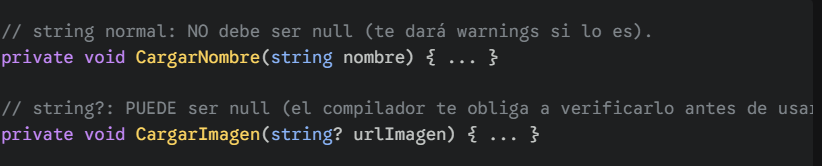 // string normal: NO debe ser null (te dará warnings si lo es).
private void CargarNombre(string nombre) { ... }
// string?: PUEDE ser null (el compilador te obliga a verificarlo antes de
private void CargarImagen(string? urlImagen) { ... }